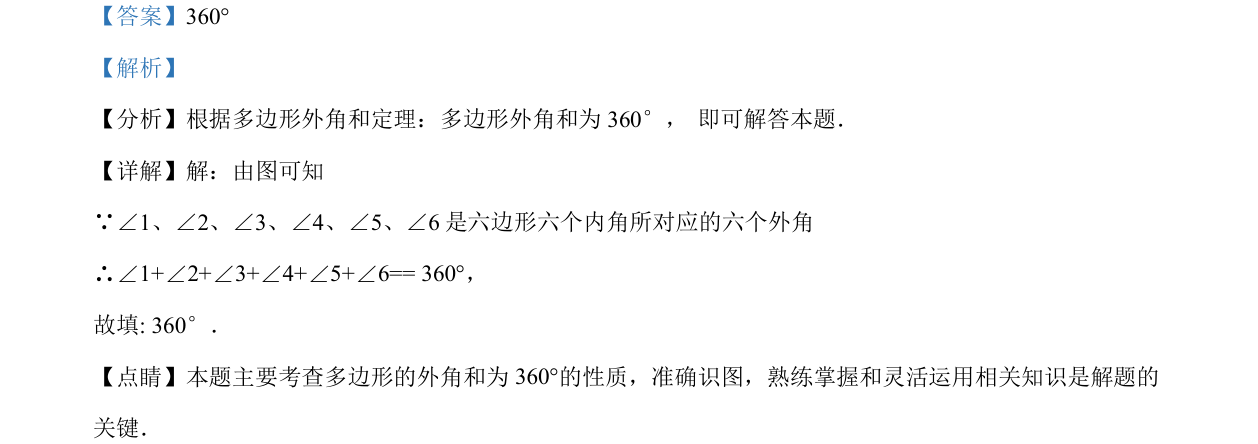 【答案】360°
【解析】
【分析】根据多边形外角和定理：多边形外角和为 360°， 即可解答本题．
【详解】解：由图可知
∵∠1、∠2、∠3、∠4、∠5、∠6 是六边形六个内角所对应的六个外角
∴∠1+∠2+∠3+∠4+∠5+∠6== 360°，
故填: 360°．
【点睛】本题主要考查多边形的外角和为 360°的性质，准确识图，熟练掌握和灵活运用相关知识是解题的
关键．